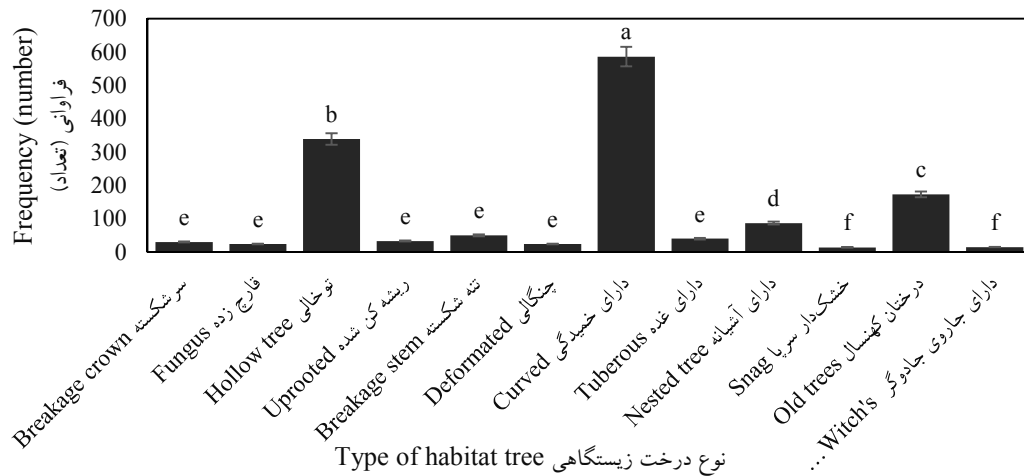 Frequency (number)
فراوانی (تعداد)
700
600
500
400
300
200
100
0
e
e
b
e
e
e
a
e
d
f
c
f
Breakage crown سرشکسته
Fungus قارچ زده
Hollow tree توخالی
Uprooted ریشه کن شده
Breakage stem تنه شکسته
Deformated چنگالی
Curved دارای خمیدگی
Tuberous دارای غده
Nested tree دارای آشیانه
Snag خشک‌دار سرپا
Old trees درختان کهنسال
...Witch's دارای جاروی جادوگر
Type of habitat tree نوع درخت زیستگاهی